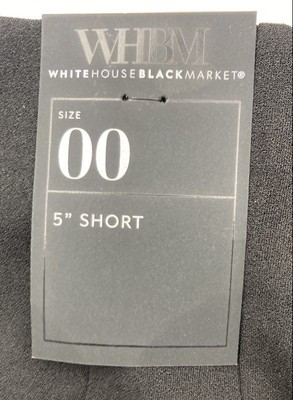 WHBM
WHITEHOUSEBLACKMARKET®
SIZE
00
5” SHORT